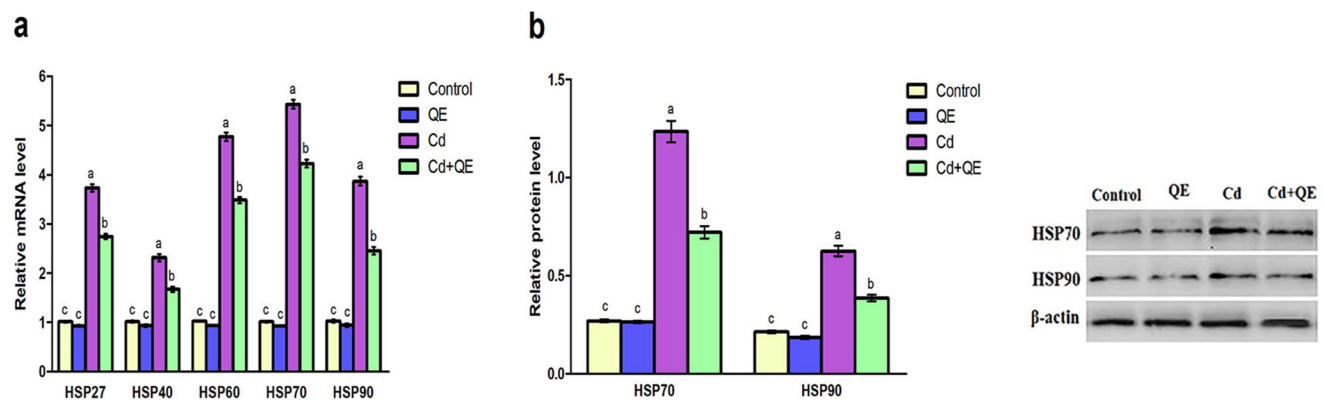 a
Relative mRNA level
6
5
4
3
2
1
0
c c a b
c c a b
c c a b
c c a b
c c a b
HSP27 HSP40 HSP60 HSP70 HSP90
Control
QE
Cd
Cd+QE
b
Relative protein level
1.5
1.0
0.5
0.0
c c a b
c c a b
HSP70 HSP90
Control
QE
Cd
Cd+QE
Control QE Cd Cd+QE
HSP70
HSP90
β-actin